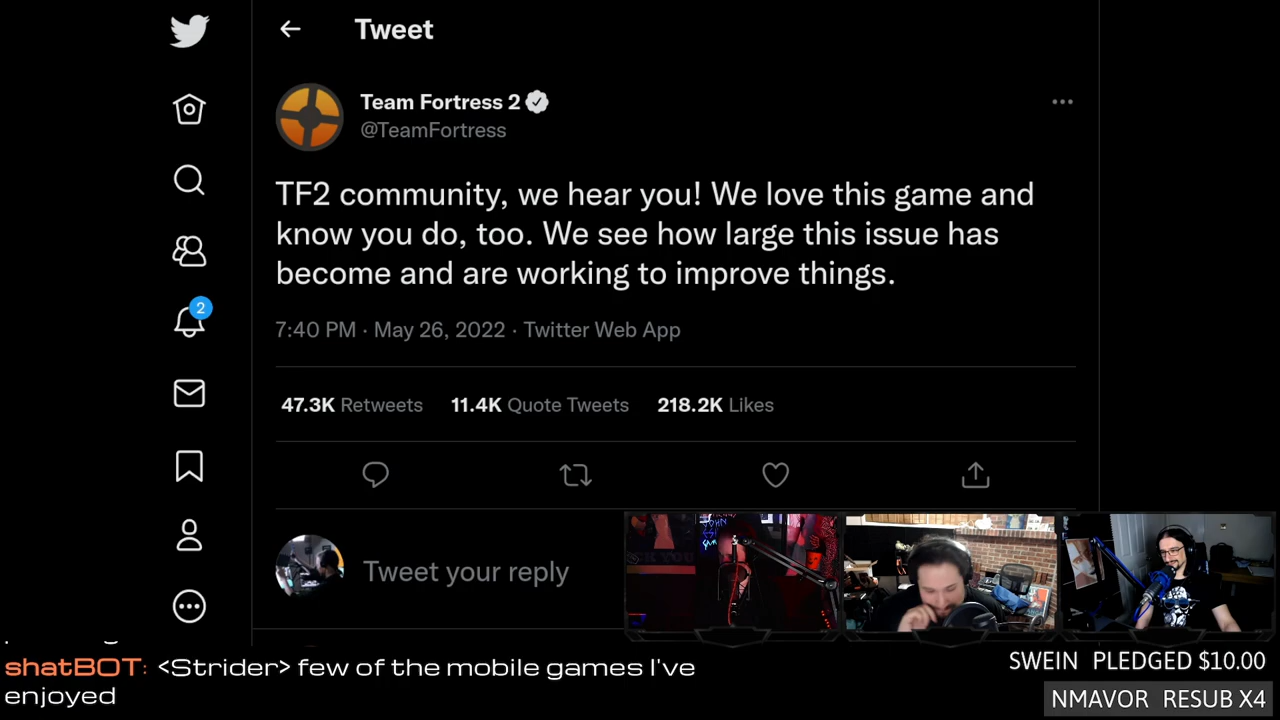 Tweet
Team Fortress 2
@TeamFortress
TF2 community, we hear you! We love this game and
know you do, too. We see how large this issue has
become and are working to improve things.
7:40 PM · May 26, 2022 · Twitter Web App
47.3K Retweets 11.4K Quote Tweets 218.2K Likes
2
Tweet your reply
shatBOT: <Strider> few of the mobile games I've
enjoyed
SWEIN PLEDGED $10.00
NMAVOR RESUB X4